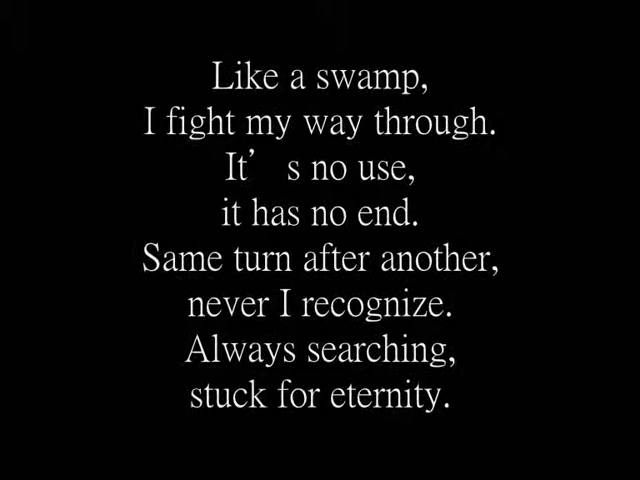 Like a swamp,
I fight my way through.
It’ s no use,
it has no end.
Same turn after another,
never I recognize.
Always searching,
stuck for eternity.